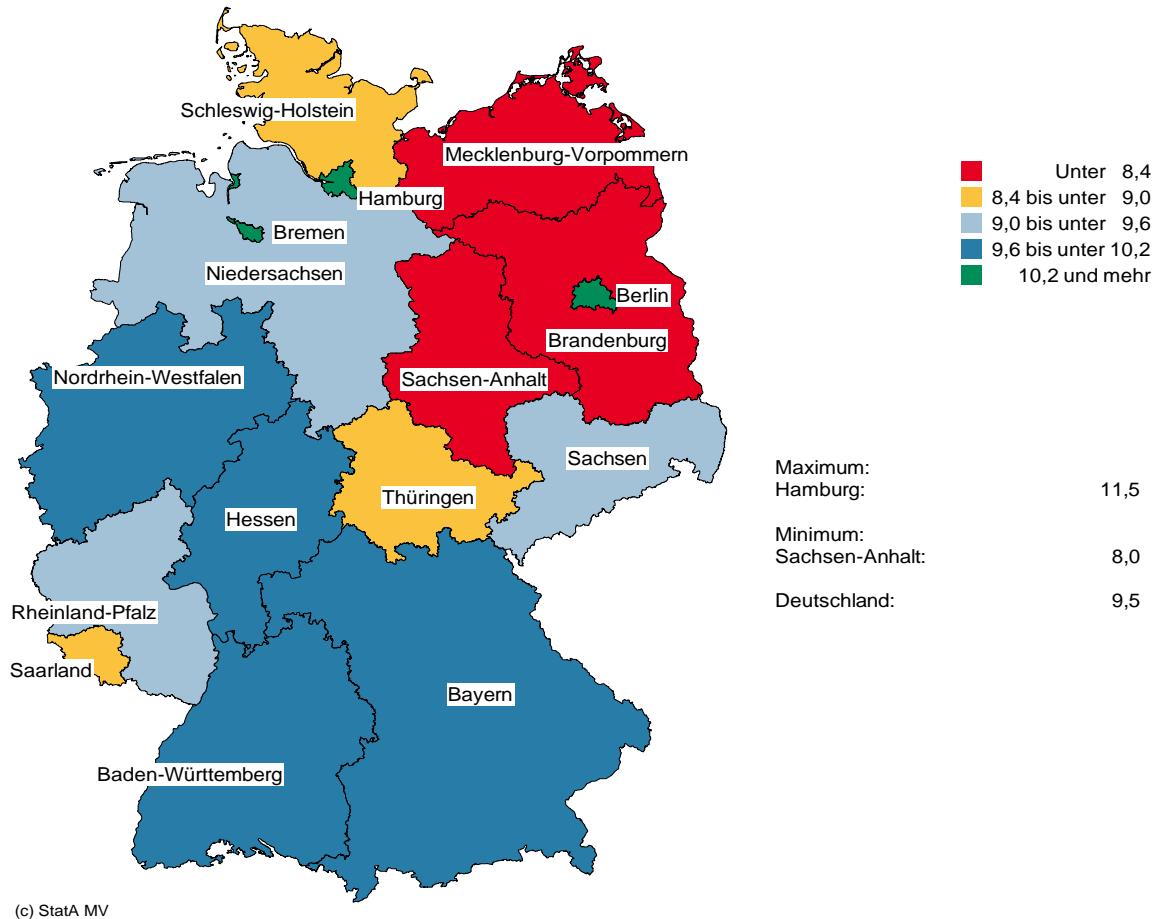 Schleswig-Holstein
Mecklenburg-Vorpommern
Hamburg
Bremen
Niedersachsen
Berlin
Brandenburg
Nordrhein-Westfalen
Sachsen-Anhalt
Sachsen
Thüringen
Hessen
Rheinland-Pfalz
Saarland
Bayern
Baden-Württemberg
Unter 8,4
8,4 bis unter 9,0
9,0 bis unter 9,6
9,6 bis unter 10,2
10,2 und mehr
Maximum:
Hamburg: 11,5
Minimum:
Sachsen-Anhalt: 8,0
Deutschland: 9,5
(c) StatA MV